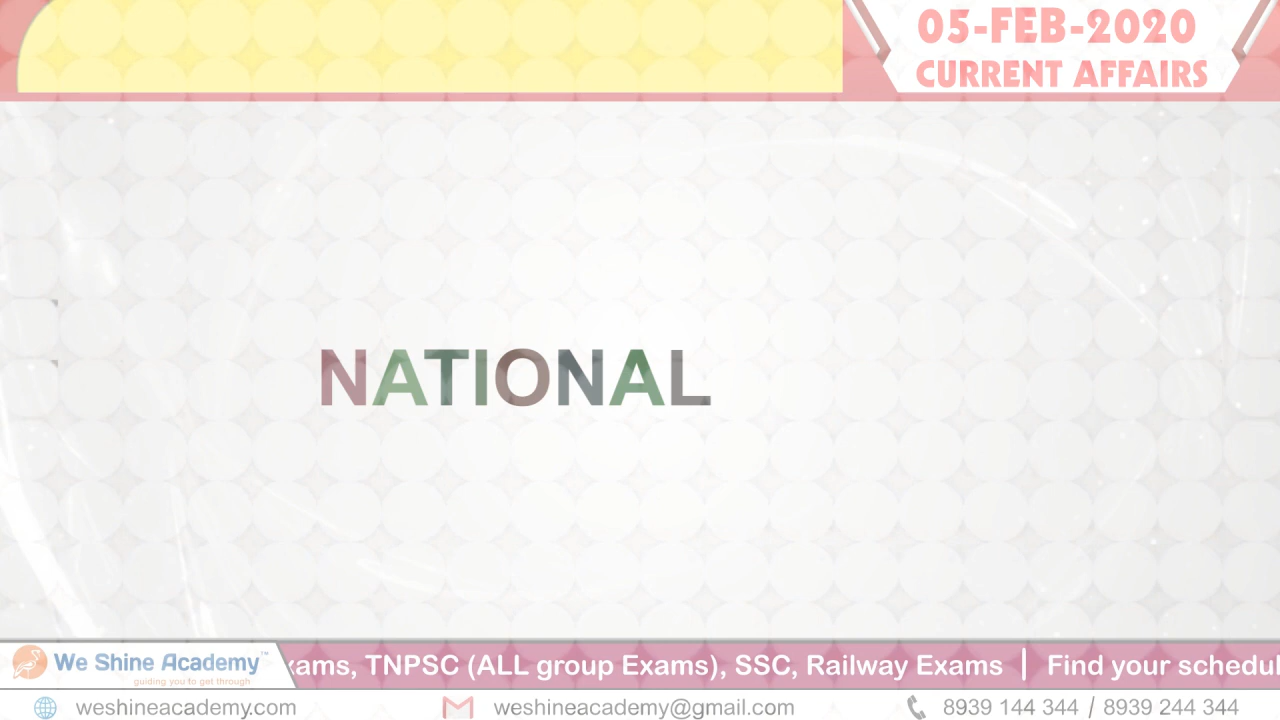 05-FEB-2020
CURRENT AFFAIRS
NATIONAL
We Shine Academy™
guiding you to get through
xams, TNPSC (ALL group Exams), SSC, Railway Exams | Find your schedul
weshineacademy.com
weshineacademy@gmail.com
8939 144 344 / 8939 244 344